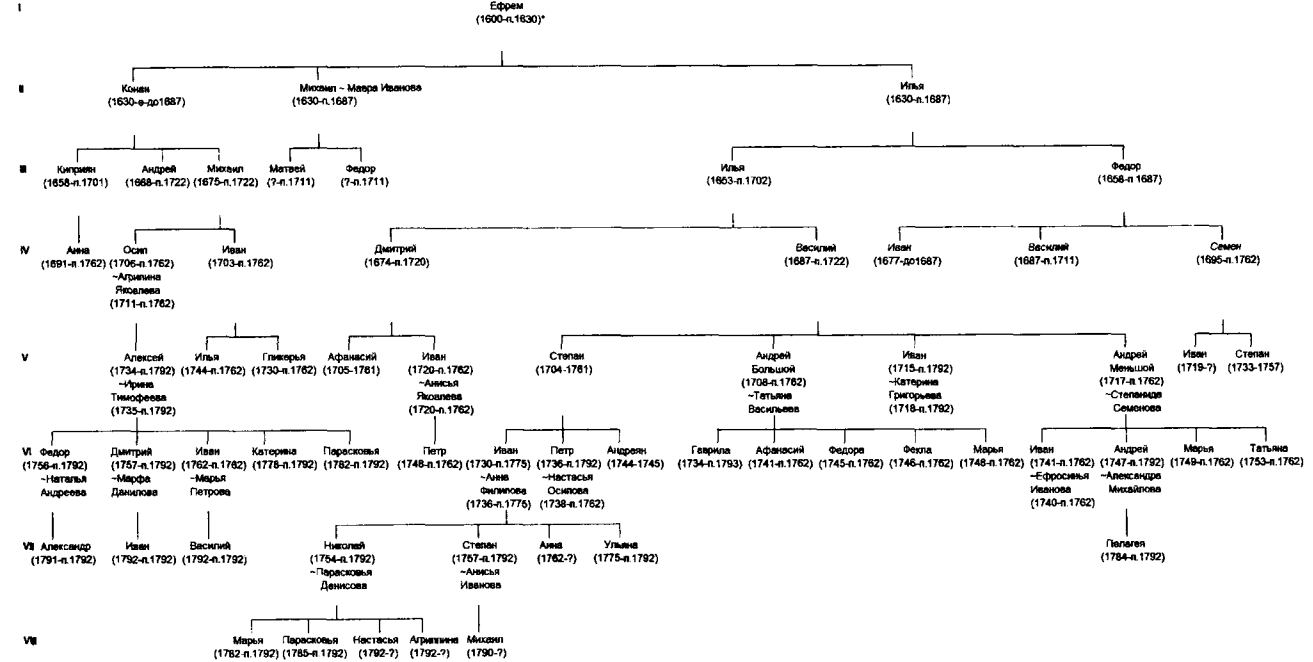 I Ефрем
(1600-п.1630)*
II Конан Михаил ~ Мавра Иванова Илья
(1630-е-до1687) (1630-п.1687) (1630-п.1687)
III Киприян Андрей Михаил Матвей Федор Илья Федор
(1658-п.1701) (1668-п.1722) (1675-п.1722) (?-п.1711) (?-п.1711) (1653-п.1702) (1658-п 1687)
IV Анна Осип Иван Дмитрий Василий Иван Василий Семен
(1691-п.1762) (1706-п.1762) (1703-п.1762) (1674-п.1720) (1687-п.1722) (1677-до1687) (1687-п.1711) (1695-п.1762)
~Агрипина
Яковлева
(1711-п.1762)
V Алексей Илья Гликерья Афанасий Иван Степан Андрей Иван Андрей Иван Степан
(1734-п.1792) (1744-п.1762) (1730-п.1762) (1705-1761) (1720-п.1762) (1704-1761) Большой (1715-п.1792) Меньшой (1719-?) (1733-1757)
~Ирина ~Анисья (1708-п.1762) ~Катерина (1717-п.1762)
Тимофеева Яковлева ~Татьяна Григорьева ~Степанида
(1735-п.1792) (1720-п.1762) Васильева (1718-п.1792) Семенова
VI Федор Дмитрий Иван Катерина Парасковья Петр Иван Петр Андреян Гаврила Афанасий Федора Фекла Марья Иван Андрей Марья Татьяна
(1756-п.1792) (1757-п.1792) (1762-п.1762) (1778-п.1792) (1782-п.1792) (1748-п.1762) (1730-п.1775) (1736-п.1792) (1744-1745) (1734-п.1793) (1741-п.1762) (1745-п.1762) (1746-п.1762) (1748-п.1762) (1741-п.1762) (1747-п.1792) (1749-п.1762) (1753-п.1762)
~Наталья ~Марфа ~Марья ~Анна ~Настасья ~Ефросинья ~Александра
Андреева Данилова Петрова Филипова Осипова Иванова Михайлова
(1736-п.1775) (1738-п.1762) (1740-п.1762)
VII Александр Иван Василий Николай Степан Анна Ульяна Пелагея
(1791-п.1792) (1792-п.1792) (1792-п.1792) (1754-п.1792) (1757-п.1792) (1762-?) (1775-п.1792) (1784-п.1792)
~Парасковья ~Анисья
Денисова Иванова
VIII Марья Парасковья Настасья Агриппина Михаил
(1782-п.1792) (1785-п.1792) (1792-?) (1792-?) (1790-?)